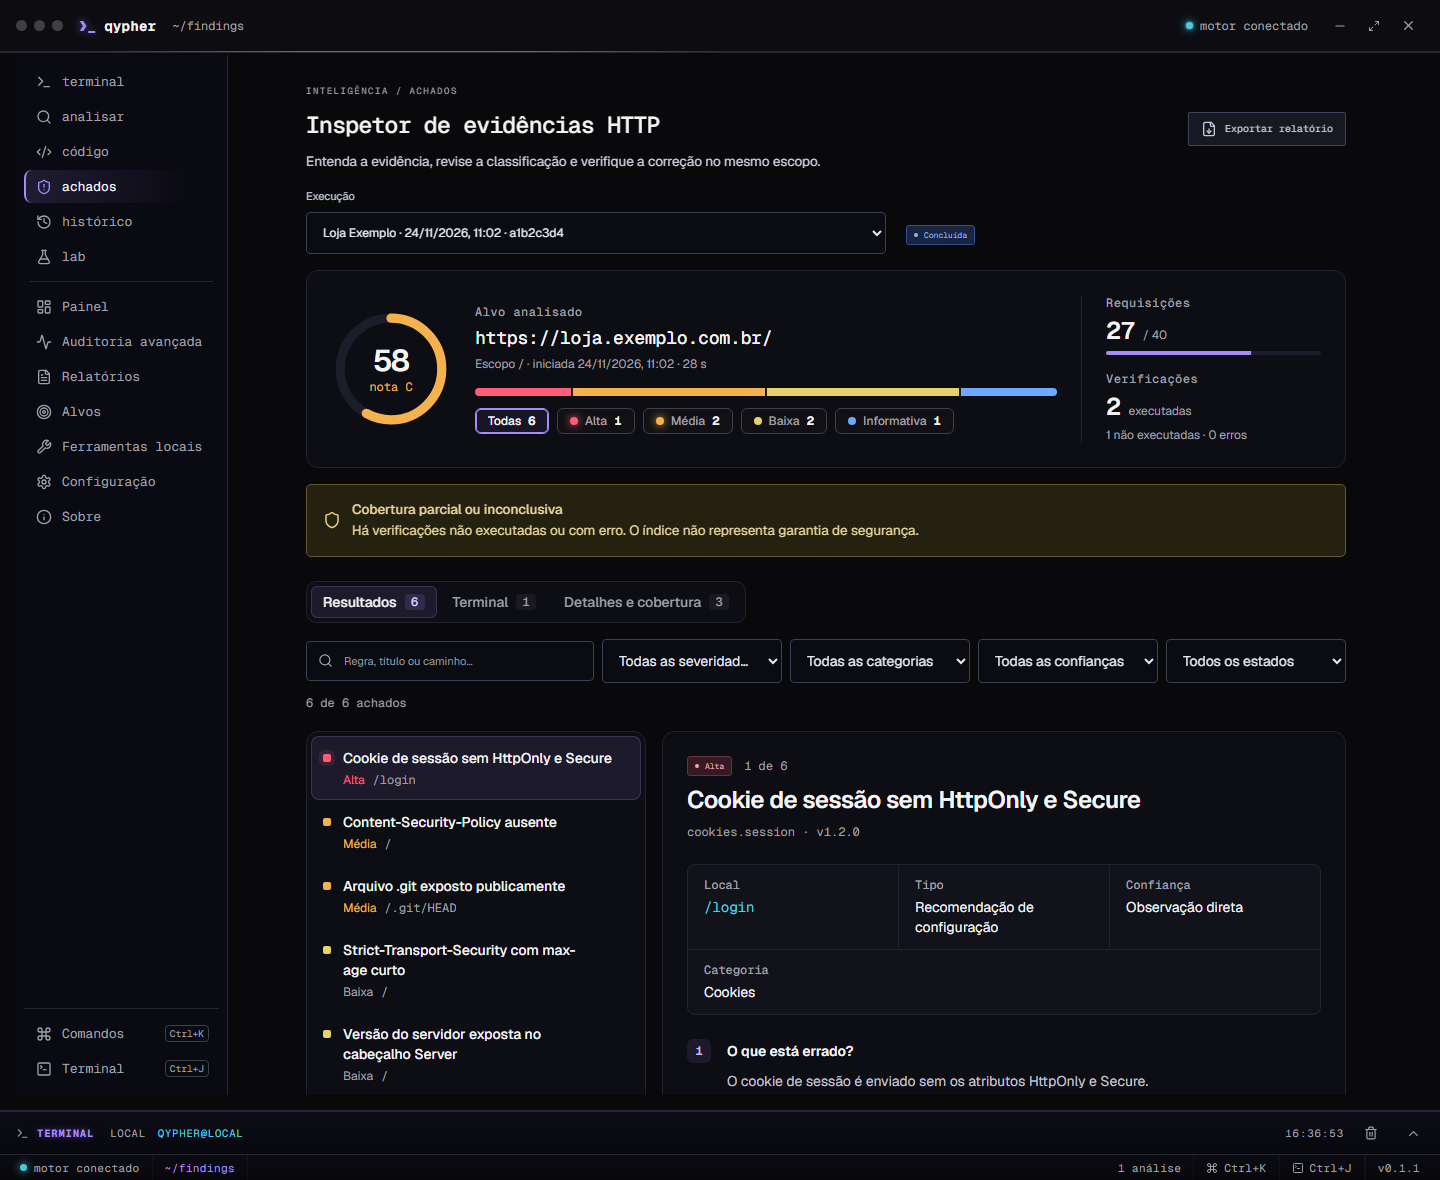 qypher
~/findings
motor conectado
terminal
analisar
código
achados
histórico
lab
Painel
Auditoria avançada
Relatórios
Alvos
Ferramentas locais
Configuração
Sobre
Comandos Ctrl+K
Terminal Ctrl+J
INTELIGÊNCIA / ACHADOS
Inspetor de evidências HTTP
Exportar relatório
Entenda a evidência, revise a classificação e verifique a correção no mesmo escopo.
Execução
Loja Exemplo · 24/11/2026, 11:02 · a1b2c3d4
Concluída
58
nota C
Alvo analisado
https://loja.exemplo.com.br/
Escopo / · iniciada 24/11/2026, 11:02 · 28 s
Todas 6
Alta 1
Média 2
Baixa 2
Informativa 1
Requisições
27 / 40
Verificações
2 executadas
1 não executadas · 0 erros
Cobertura parcial ou inconclusiva
Há verificações não executadas ou com erro. O índice não representa garantia de segurança.
Resultados 6
Terminal 1
Detalhes e cobertura 3
Regra, título ou caminho…
Todas as severidad…
Todas as categorias
Todas as confianças
Todos os estados
6 de 6 achados
Cookie de sessão sem HttpOnly e Secure
Alta /login
Content-Security-Policy ausente
Média /
Arquivo .git exposto publicamente
Média /.git/HEAD
Strict-Transport-Security com max-
age curto
Baixa /
Versão do servidor exposta no
cabeçalho Server
Baixa /
Alta 1 de 6
Cookie de sessão sem HttpOnly e Secure
cookies.session · v1.2.0
Local
/login
Tipo
Recomendação de
configuração
Confiança
Observação direta
Categoria
Cookies
1 O que está errado?
O cookie de sessão é enviado sem os atributos HttpOnly e Secure.
TERMINAL LOCAL QYPHER@LOCAL
16:36:53
motor conectado
~/findings
1 análise
Ctrl+K
Ctrl+J
v0.1.1